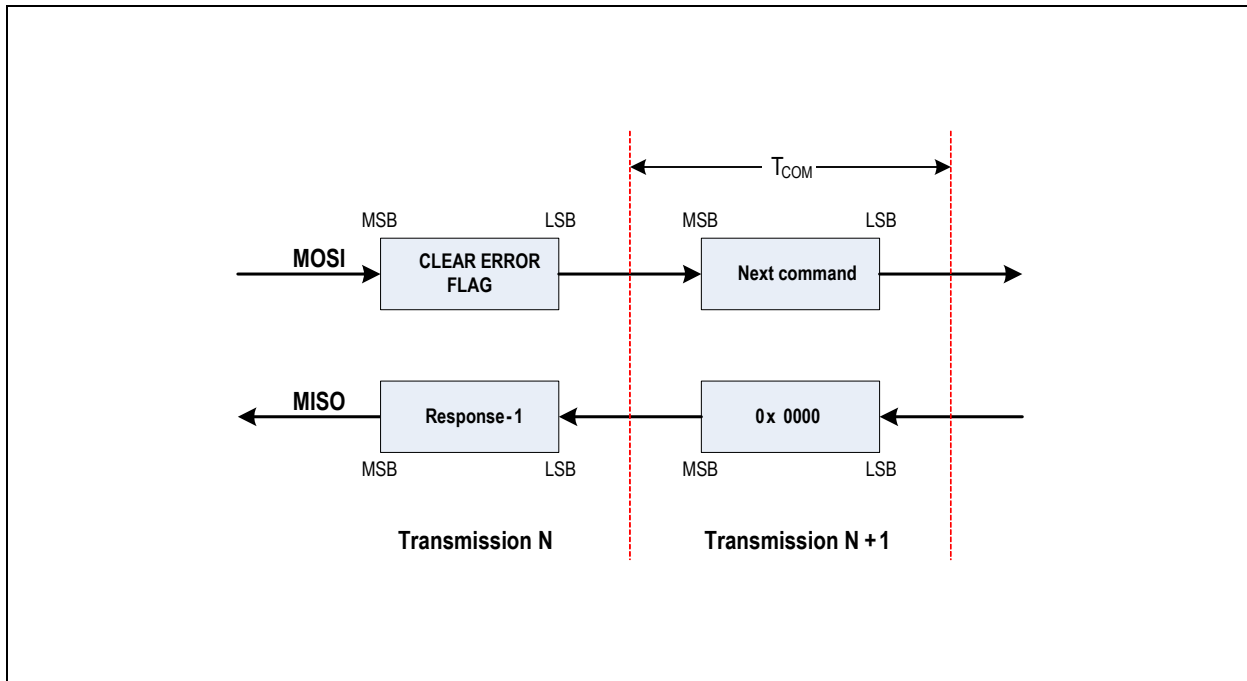 T_COM
MSB LSB MSB LSB
MOSI CLEAR ERROR
FLAG Next command
MISO Response-1 0x 0000
MSB LSB MSB LSB
Transmission N Transmission N+1